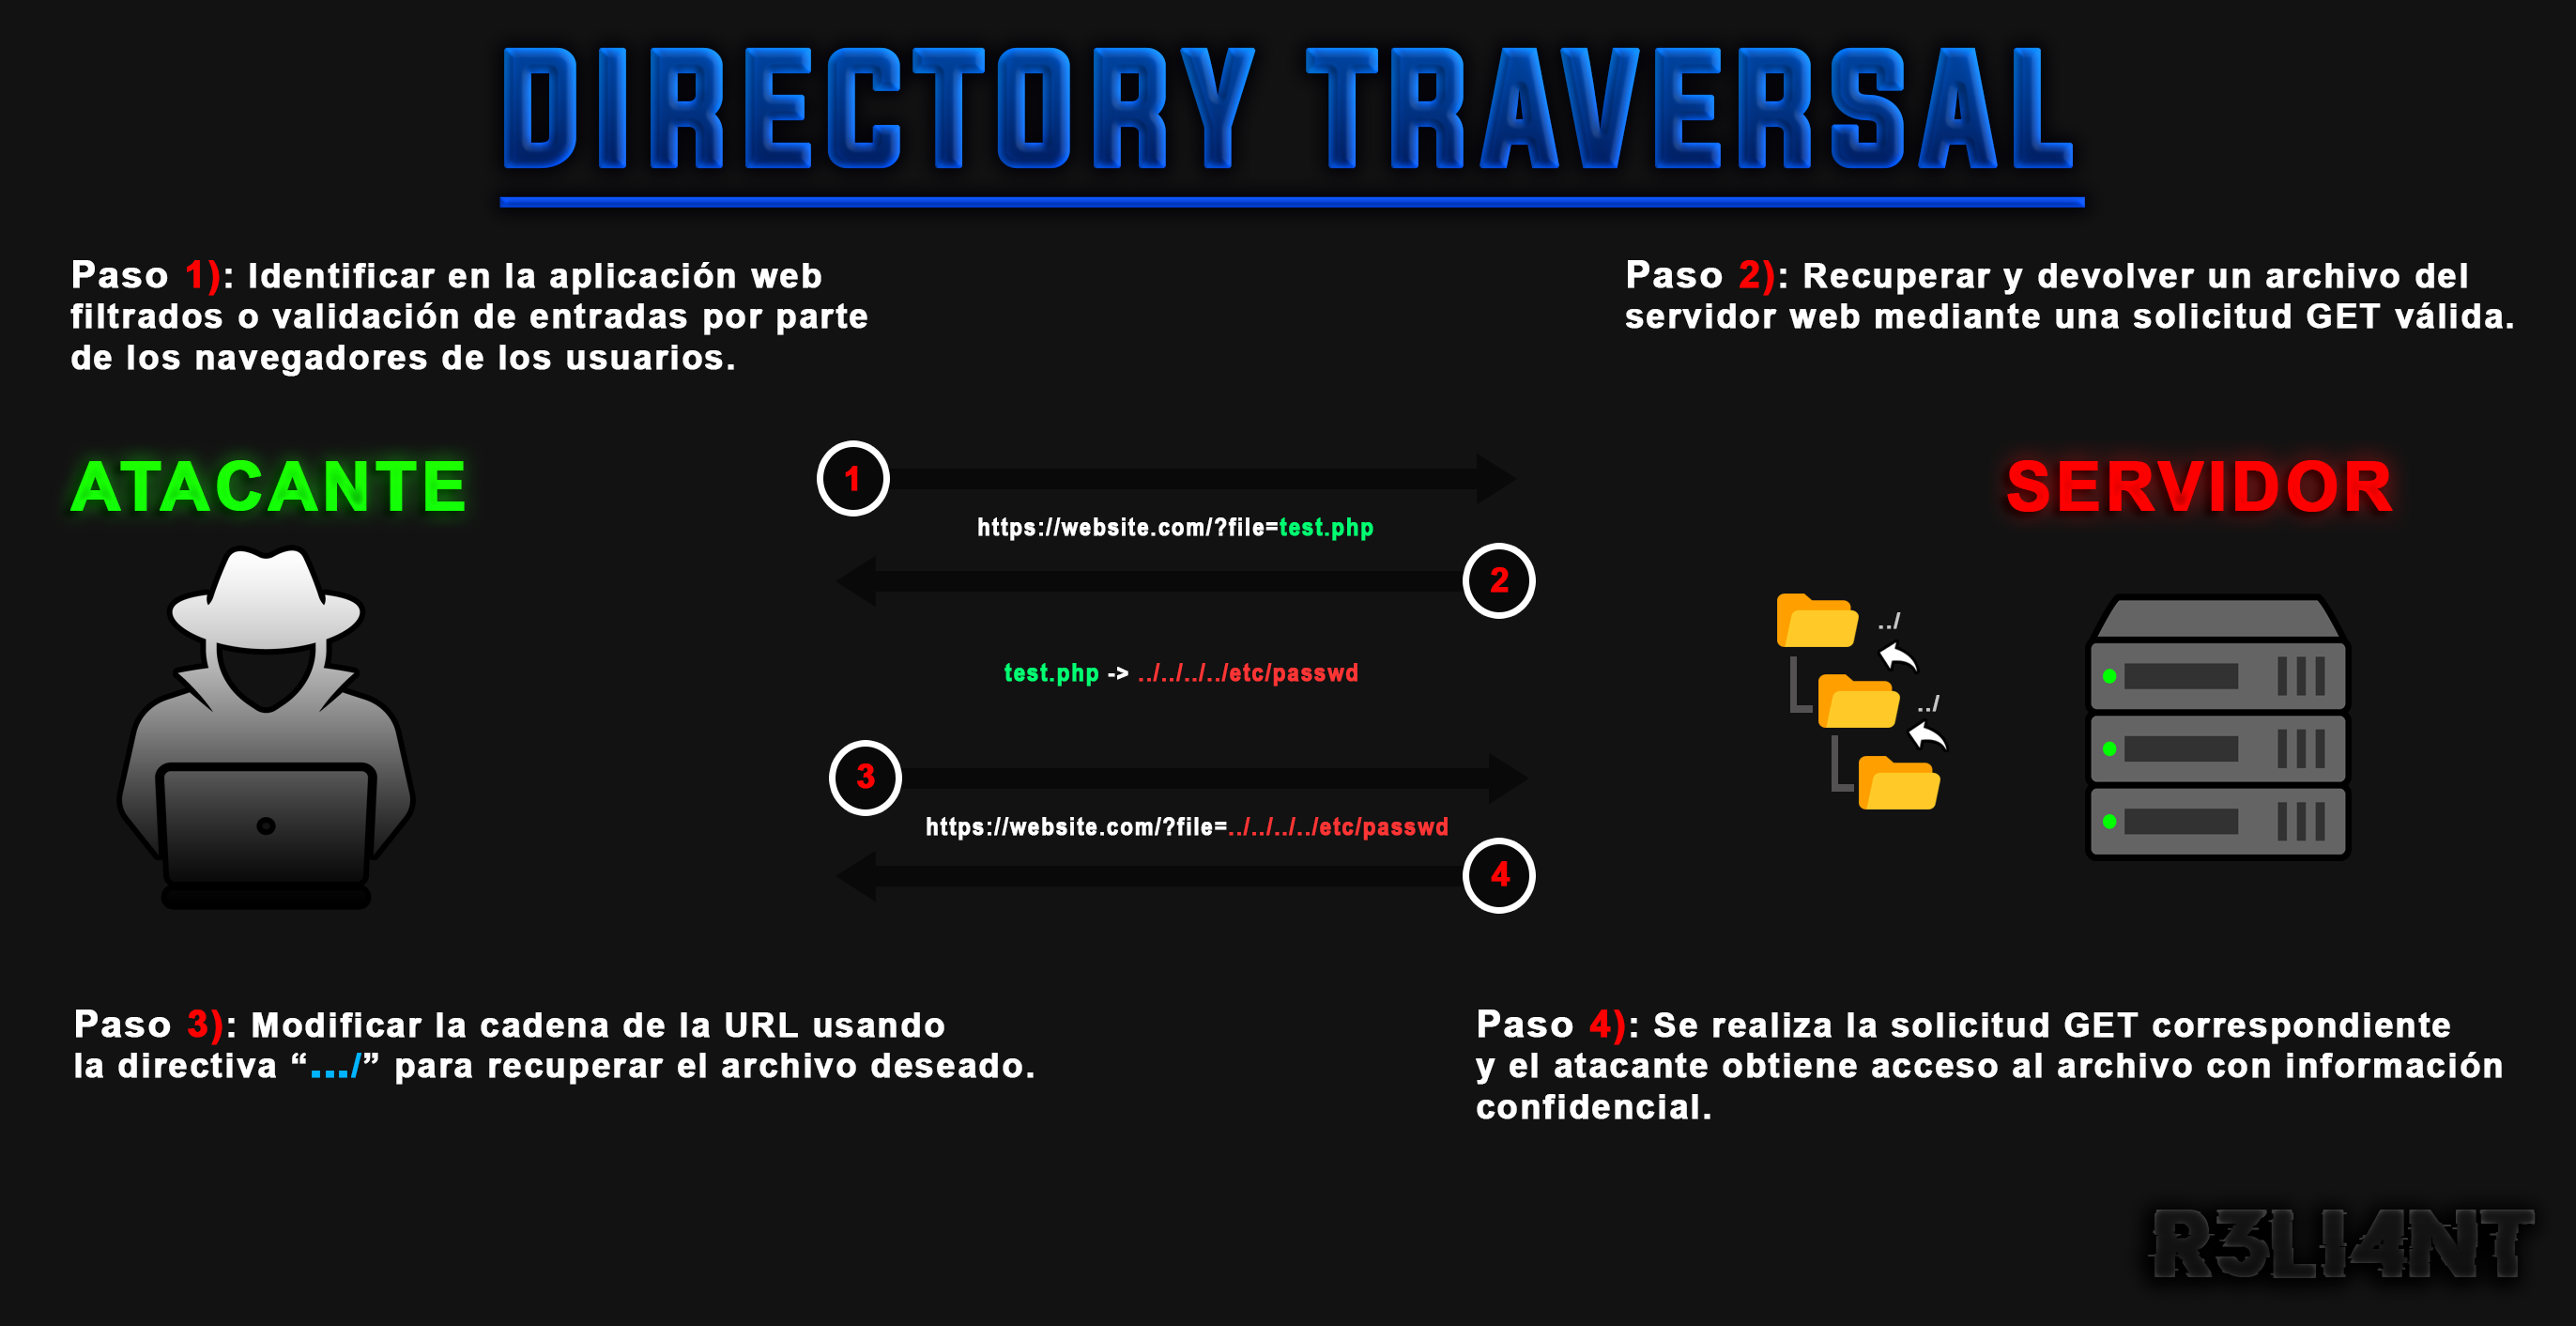 DIRECTORY TRAVERSAL
Paso 1): Identificar en la aplicación web
filtrados o validación de entradas por parte
de los navegadores de los usuarios.
Paso 2): Recuperar y devolver un archivo del
servidor web mediante una solicitud GET válida.
ATACANTE
SERVIDOR
1
https://website.com/?file=test.php
2
../
test.php -> ../../../../etc/passwd
../
3
https://website.com/?file=../../../../etc/passwd
4
Paso 3): Modificar la cadena de la URL usando
la directiva “.../” para recuperar el archivo deseado.
Paso 4): Se realiza la solicitud GET correspondiente
y el atacante obtiene acceso al archivo con información
confidencial.
R3LI4NT